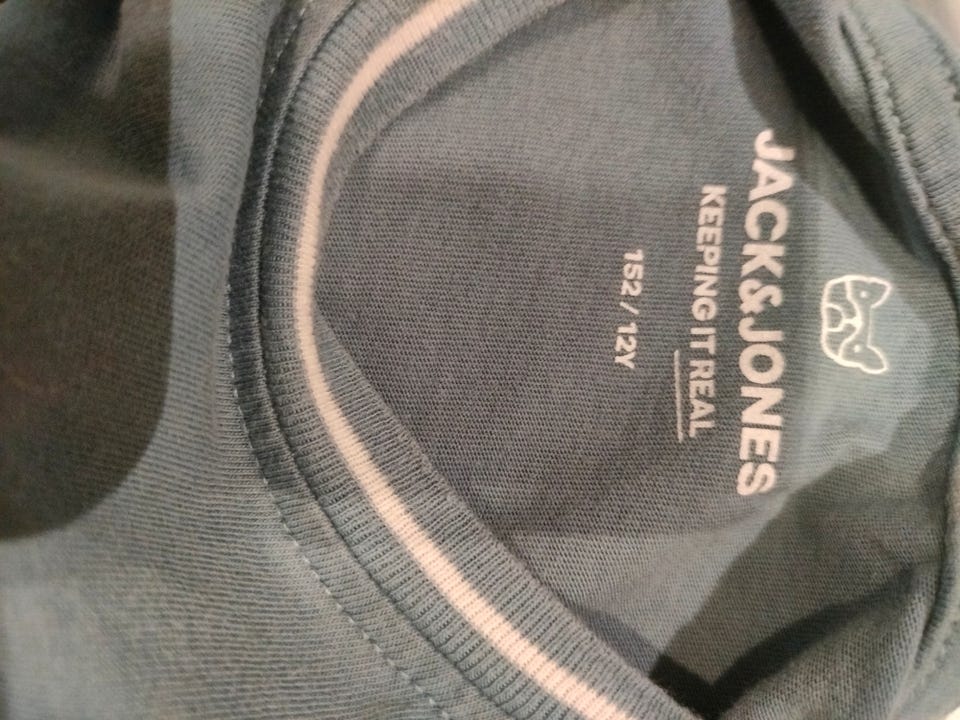 JACK&JONES
KEEPING IT REAL
152 / 12Y